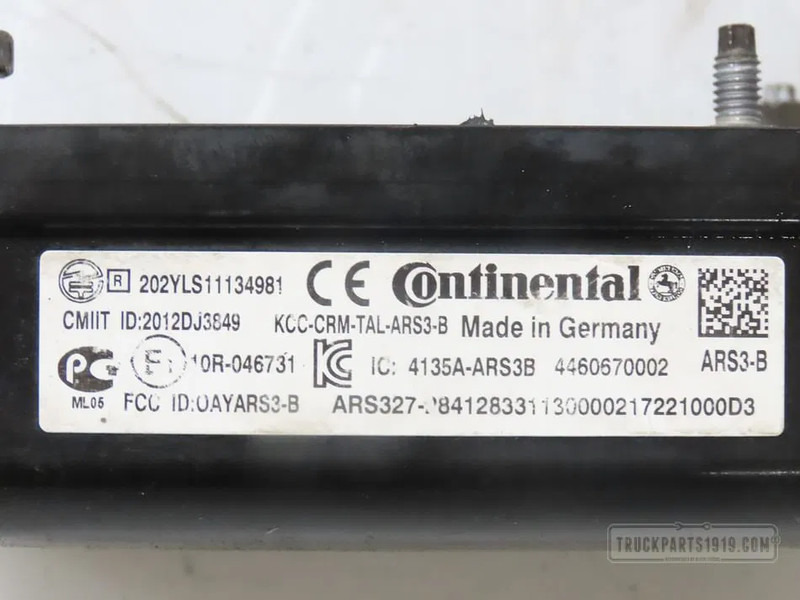 R 202YLS11134981 CE Continental
CMIIT ID:2012DJ3849 KCC-CRM-TAL-ARS3-B Made in Germany
10R-046731 IC: 4135A-ARS3B 4460670002 ARS3-B
ML05 FCC ID:OAYARS3-B
TRUCKPARTS1919.COM